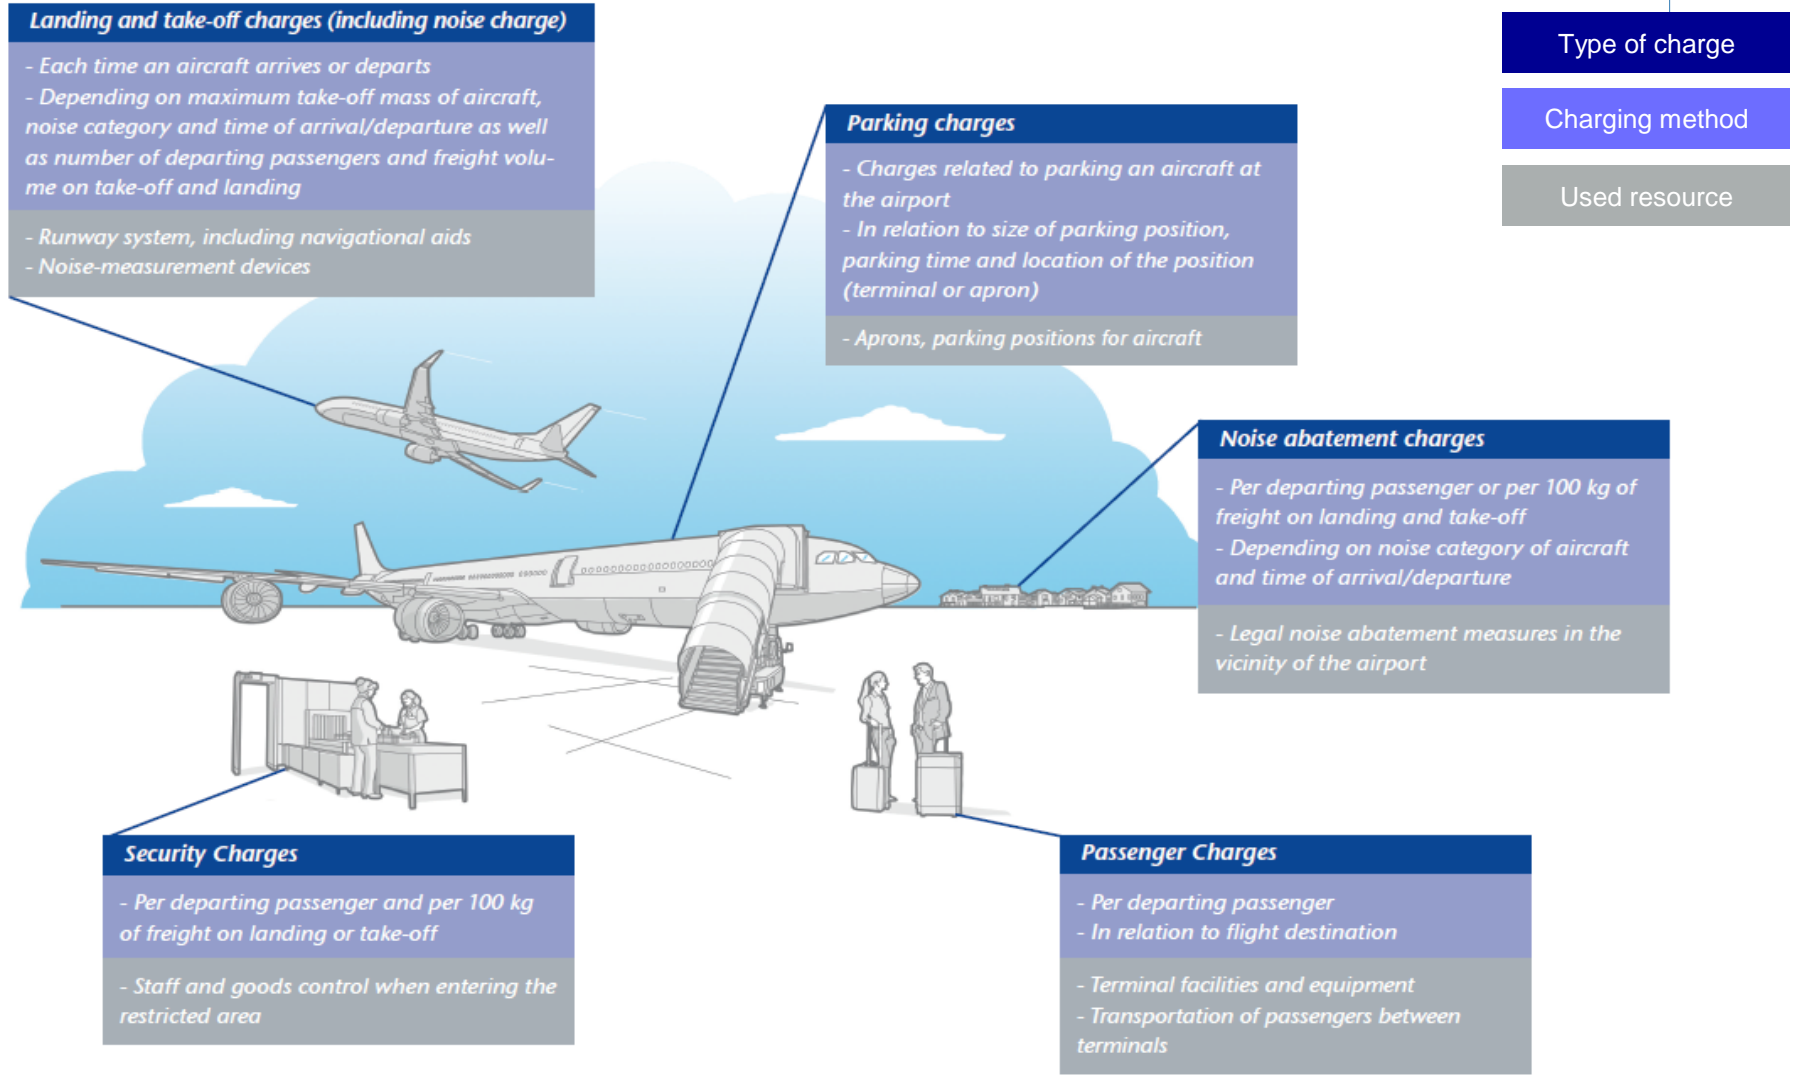 Landing and take-off charges (including noise charge)
- Each time an aircraft arrives or departs
- Depending on maximum take-off mass of aircraft,
noise category and time of arrival/departure as well
as number of departing passengers and freight volu-
me on take-off and landing
- Runway system, including navigational aids
- Noise-measurement devices
Type of charge
Charging method
Used resource
Parking charges
- Charges related to parking an aircraft at
the airport
- In relation to size of parking position,
parking time and location of the position
(terminal or apron)
- Aprons, parking positions for aircraft
Noise abatement charges
- Per departing passenger or per 100 kg of
freight on landing and take-off
- Depending on noise category of aircraft
and time of arrival/departure
- Legal noise abatement measures in the
vicinity of the airport
Security Charges
- Per departing passenger and per 100 kg
of freight on landing or take-off
- Staff and goods control when entering the
restricted area
Passenger Charges
- Per departing passenger
- In relation to flight destination
- Terminal facilities and equipment
- Transportation of passengers between
terminals